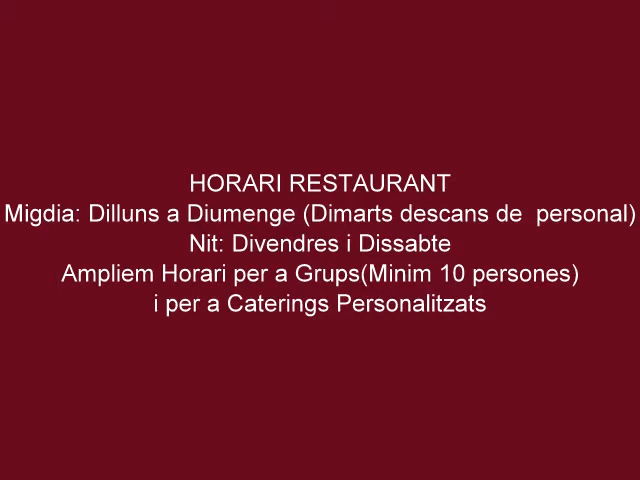 HORARI RESTAURANT
Migdia: Dilluns a Diumenge (Dimarts descans de  personal)
Nit: Divendres i Dissabte
Ampliem Horari per a Grups(Minim 10 persones)
i per a Caterings Personalitzats